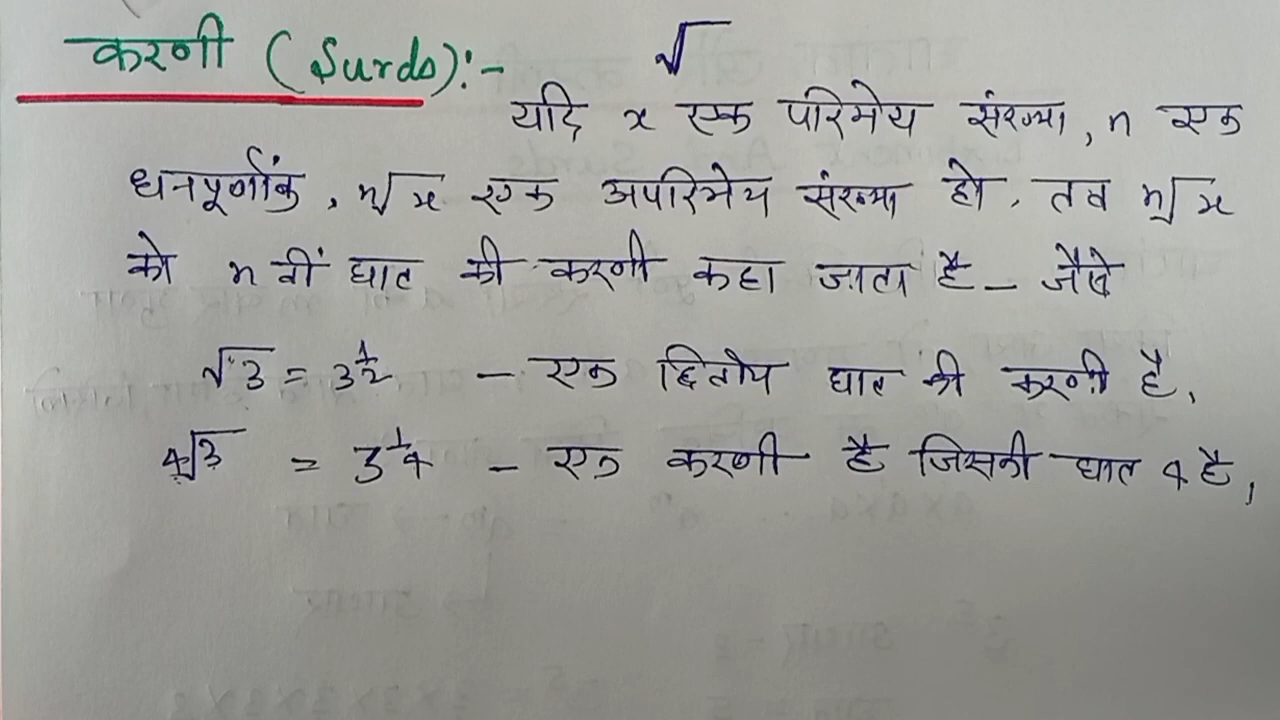 करणी (Surds):- √
यदि x एक परिमेय संख्या, n एक
धनपूर्णांक, n√x एक अपरिमेय संख्या हो, तब n√x
को n वीं घात की करणी कहा जाता है - जैसे
√3 = 3^1/2 - एक द्वितीय घात की करणी है,
4√3 = 3^1/4 - एक करणी है जिसकी घात 4 है,